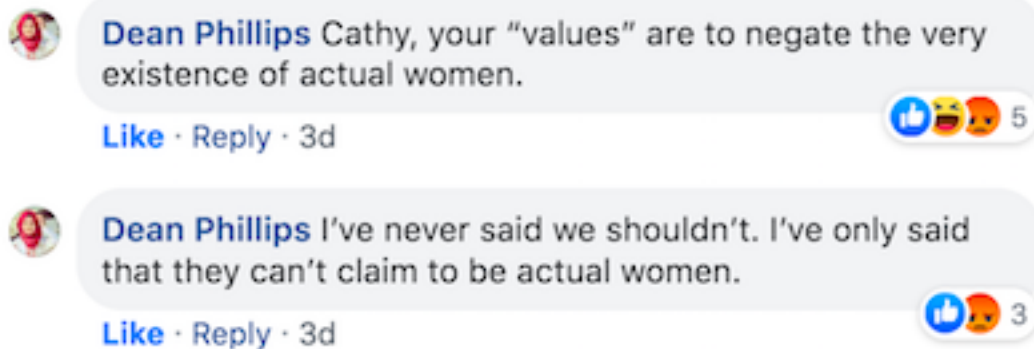 Dean Phillips Cathy, your “values” are to negate the very
existence of actual women.
5
Like · Reply · 3d
Dean Phillips I’ve never said we shouldn’t. I’ve only said
that they can’t claim to be actual women.
3
Like · Reply · 3d